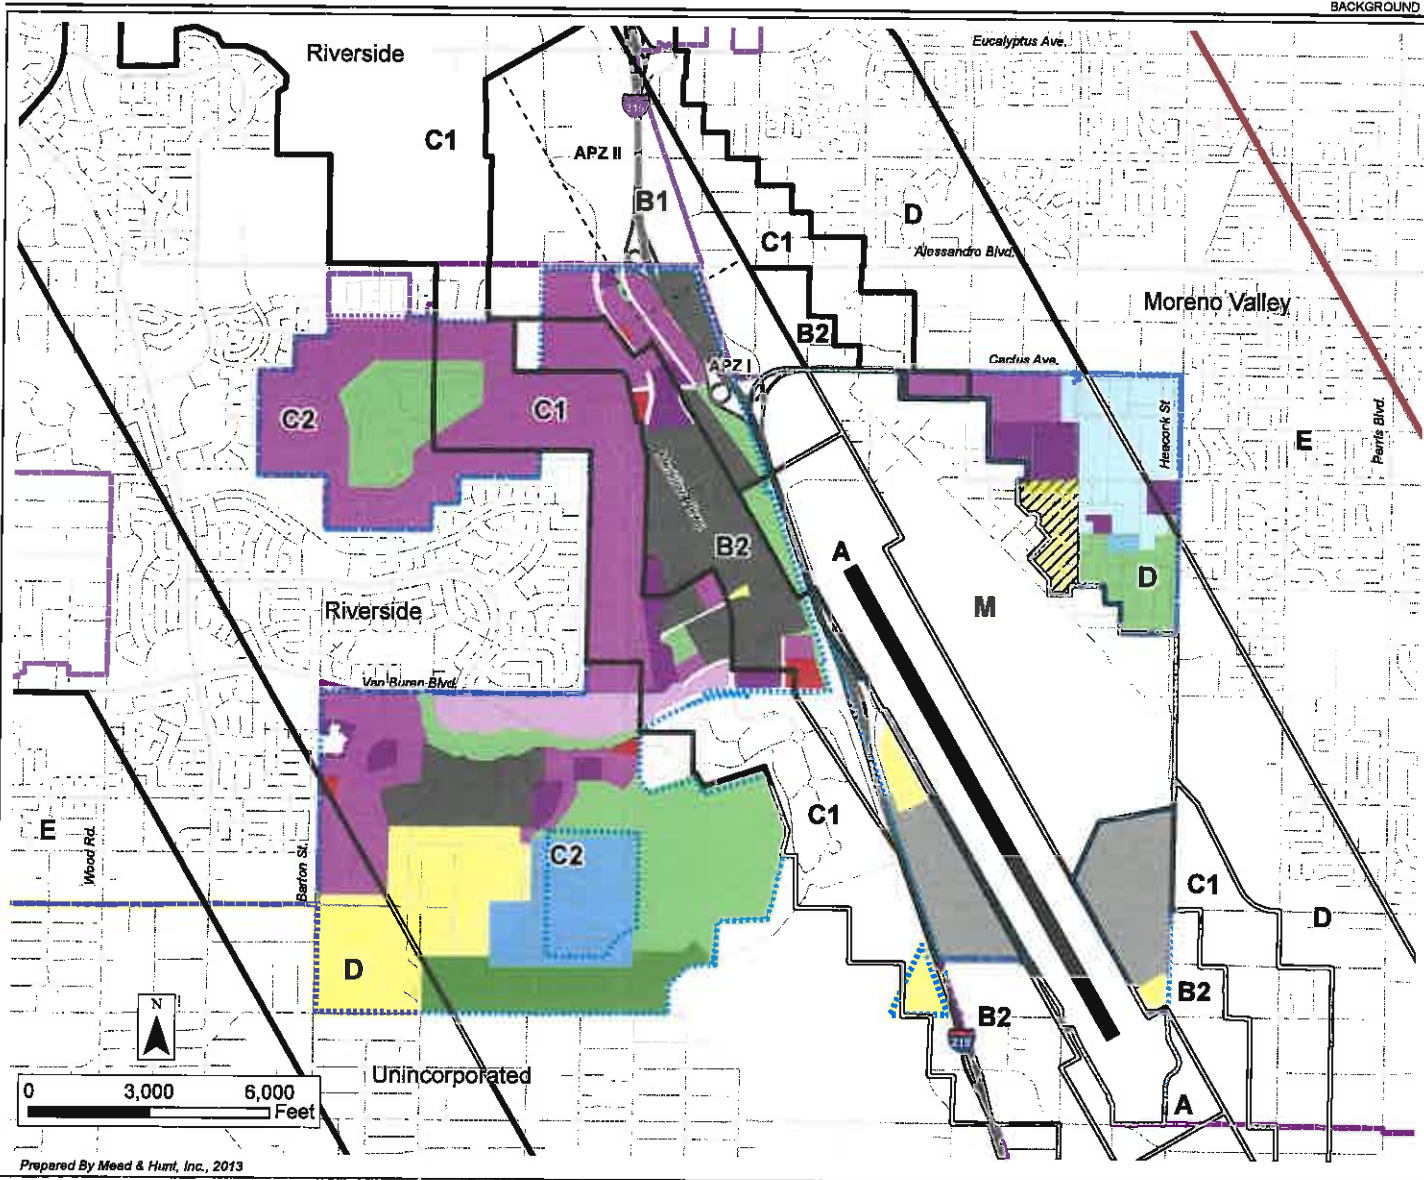 BACKGROUND
Riverside
Eucalyptus Ave.
C1
APZ II
B1
D
C1
Alessandro Blvd.
Moreno Valley
B2
Cactus Ave.
APZ I
C2
C1
Heacock St
E
Perris Blvd.
B2
A
D
M
Riverside
Van Buren Blvd.
C1
E
Wood Rd.
Barton St.
C2
C1
D
D
B2
B2
N
215
Unincorporated
0 3,000 6,000
Feet
A
Prepared By Mead & Hunt, Inc., 2013